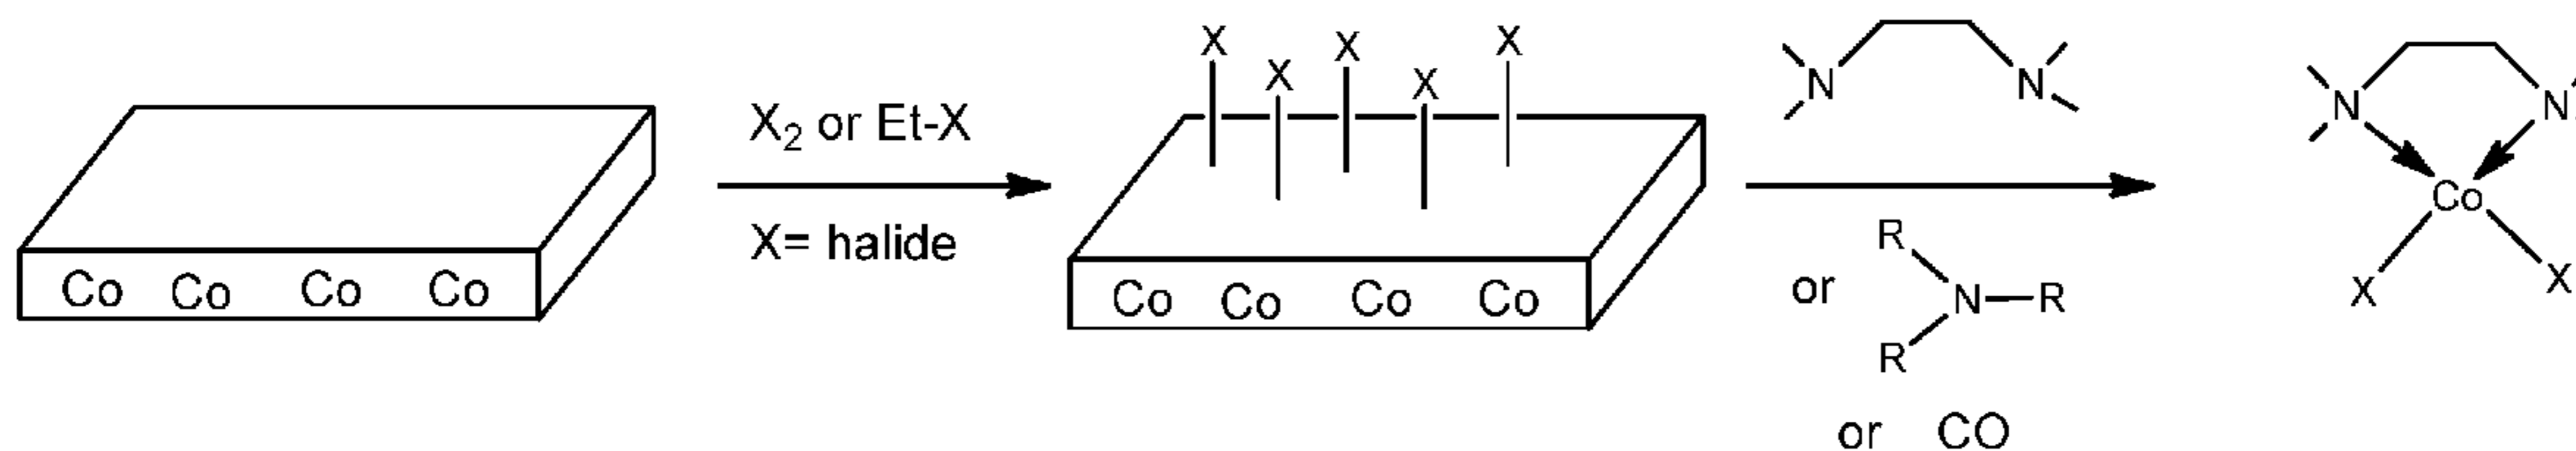 Co Co Co Co
X₂ or Et-X
X= halide
X X X X X
Co Co Co Co
N N
or
R
N R
R
or CO
N N
Co
X X